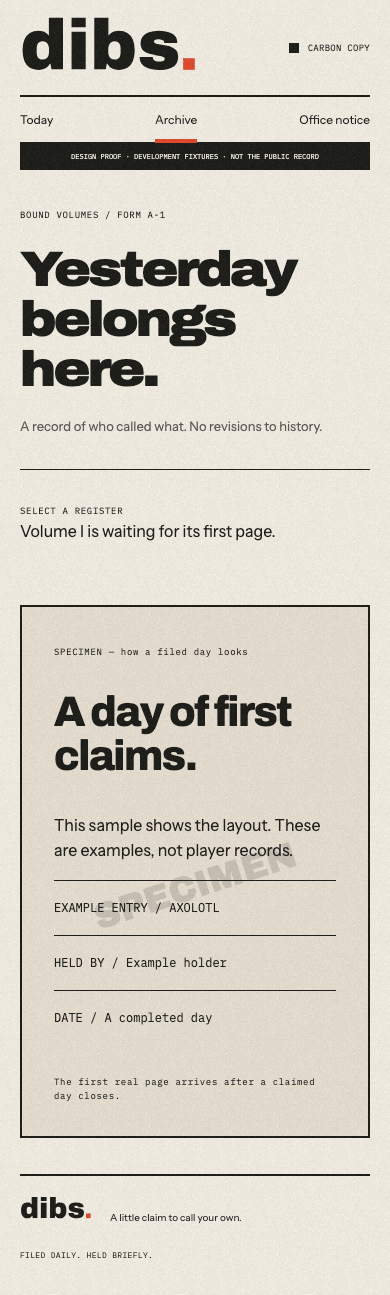 dibs.
CARBON COPY
Today
Archive
Office notice
DESIGN PROOF · DEVELOPMENT FIXTURES · NOT THE PUBLIC RECORD
BOUND VOLUMES / FORM A-1
Yesterday
belongs
here.
A record of who called what. No revisions to history.
SELECT A REGISTER
Volume I is waiting for its first page.
SPECIMEN — how a filed day looks
A day of first
claims.
This sample shows the layout. These
are examples, not player records.
SPECIMEN
EXAMPLE ENTRY / AXOLOTL
HELD BY / Example holder
DATE / A completed day
The first real page arrives after a claimed
day closes.
dibs.
A little claim to call your own.
FILED DAILY. HELD BRIEFLY.